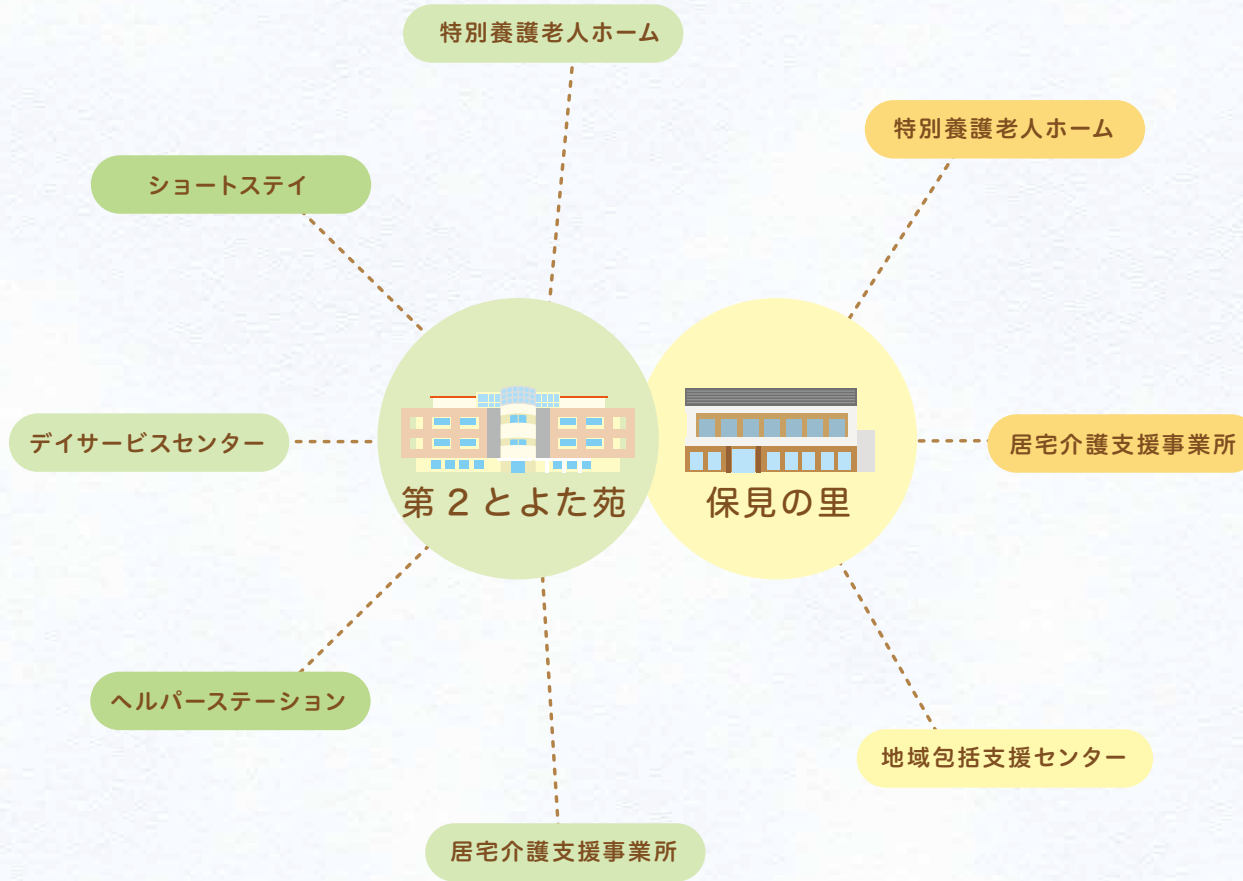 特別養護老人ホーム
特別養護老人ホーム
ショートステイ
デイサービスセンター
居宅介護支援事業所
第2とよた苑
保見の里
ヘルパーステーション
地域包括支援センター
居宅介護支援事業所